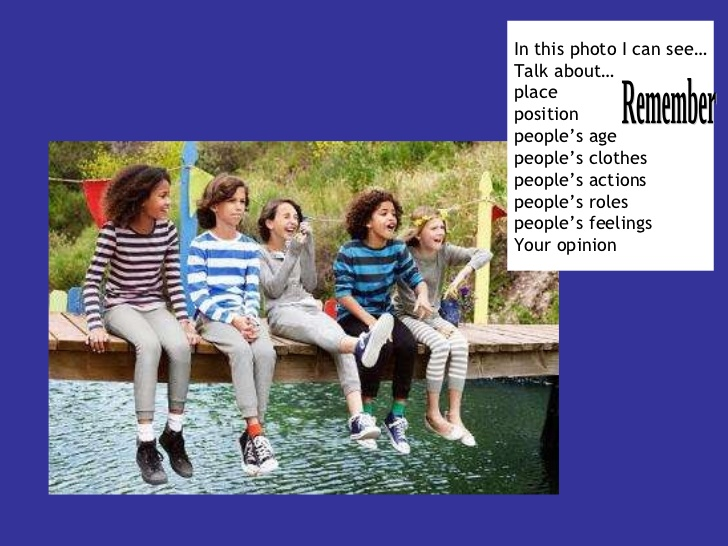 In this photo I can see…
Talk about…
place
Remember
position
people’s age
people’s clothes
people’s actions
people’s roles
people’s feelings
Your opinion